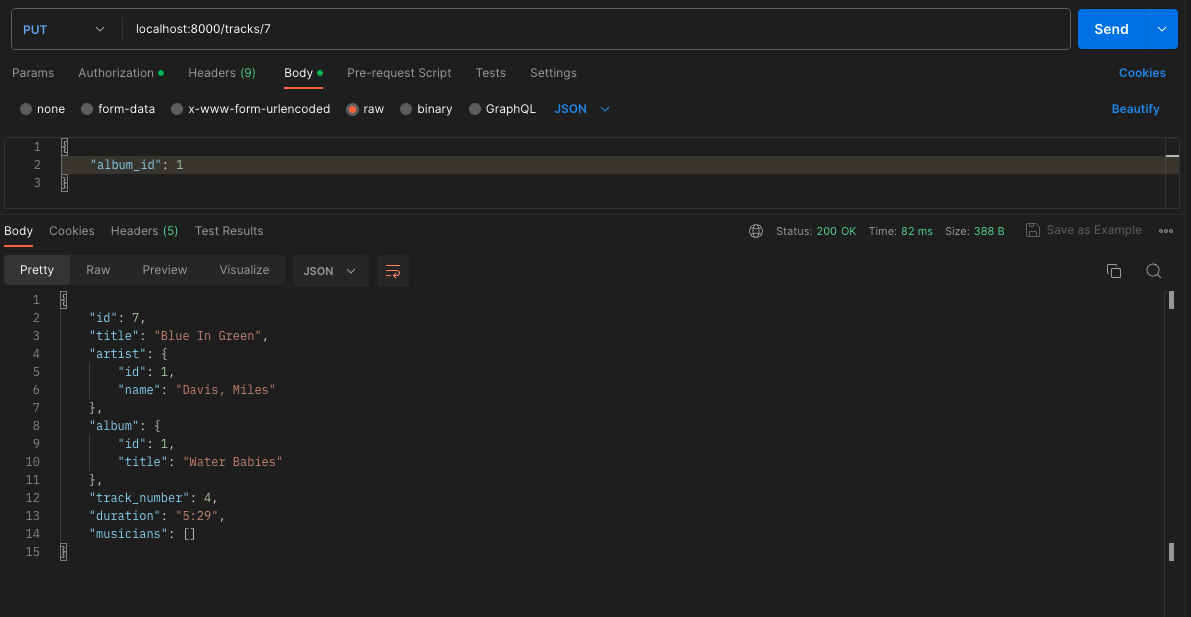 PUT localhost:8000/tracks/7 Send
Params Authorization Headers (9) Body Pre-request Script Tests Settings Cookies
none form-data x-www-form-urlencoded raw binary GraphQL JSON Beautify
1 {
2 "album_id": 1
3 }
Body Cookies Headers (5) Test Results Status: 200 OK Time: 82 ms Size: 388 B Save as Example
Pretty Raw Preview Visualize JSON
1 {
2 "id": 7,
3 "title": "Blue In Green",
4 "artist": {
5 "id": 1,
6 "name": "Davis, Miles"
7 },
8 "album": {
9 "id": 1,
10 "title": "Water Babies"
11 },
12 "track_number": 4,
13 "duration": "5:29",
14 "musicians": []
15 }